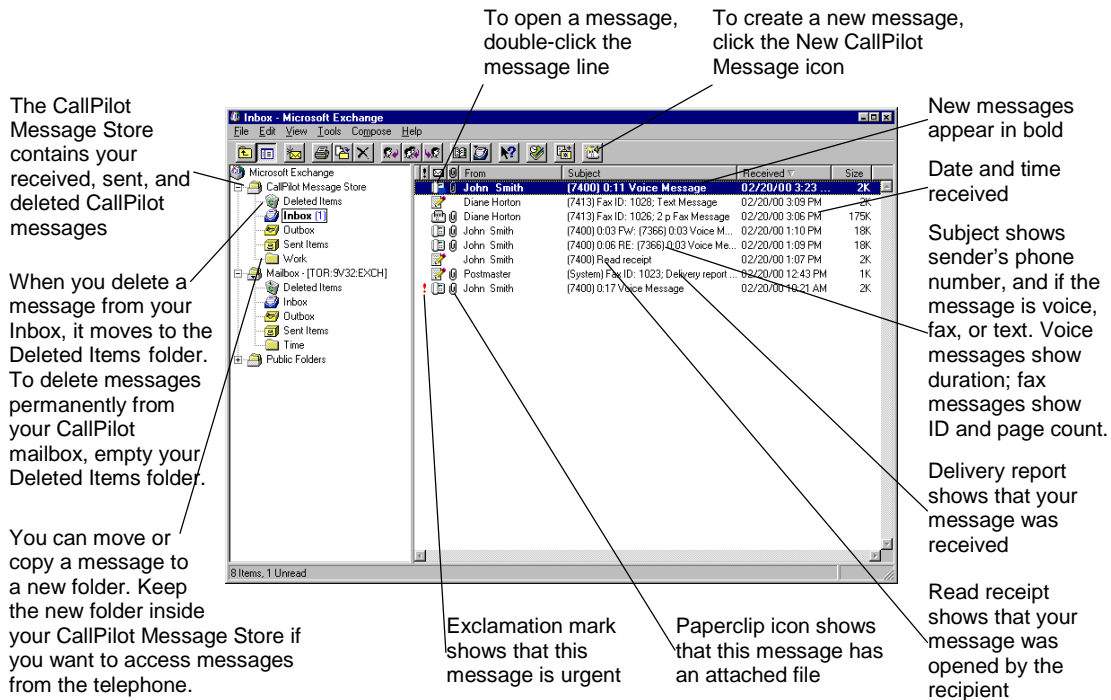 To open a message,
double-click the
message line
To create a new message,
click the New CallPilot
Message icon
The CallPilot
Message Store
contains your
received, sent, and
deleted CallPilot
messages
When you delete a
message from your
Inbox, it moves to the
Deleted Items folder.
To delete messages
permanently from
your CallPilot
mailbox, empty your
Deleted Items folder.
You can move or
copy a message to
a new folder. Keep
the new folder inside
your CallPilot Message Store if
you want to access messages
from the telephone.
Inbox - Microsoft Exchange
File Edit View Tools Compose Help
Microsoft Exchange
CallPilot Message Store
Deleted Items
Inbox (1)
Outbox
Sent Items
Work
Mailbox - [TOR:9V32:EXCH]
Deleted Items
Inbox
Outbox
Sent Items
Time
Public Folders
! From Subject Received Size
John Smith (7400) 0:11 Voice Message 02/20/00 3:23 ... 2K
Diane Horton (7413) Fax ID: 1028; Text Message 02/20/00 3:09 PM 2K
Diane Horton (7413) Fax ID: 1026; 2 p Fax Message 02/20/00 3:06 PM 175K
John Smith (7400) 0:03 FW: (7366) 0:03 Voice M... 02/20/00 1:10 PM 18K
John Smith (7400) 0:06 RE: (7366) 0:03 Voice Me... 02/20/00 1:09 PM 18K
John Smith (7400) Read receipt 02/20/00 1:07 PM 2K
Postmaster (System) Fax ID: 1023; Delivery report ... 02/20/00 12:43 PM 1K
! John Smith (7400) 0:17 Voice Message 02/20/00 10:21 AM 2K
8 Items, 1 Unread
New messages
appear in bold
Date and time
received
Subject shows
sender's phone
number, and if the
message is voice,
fax, or text. Voice
messages show
duration; fax
messages show
ID and page count.
Delivery report
shows that your
message was
received
Read receipt
shows that your
message was
opened by the
recipient
Exclamation mark
shows that this
message is urgent
Paperclip icon shows
that this message has
an attached file